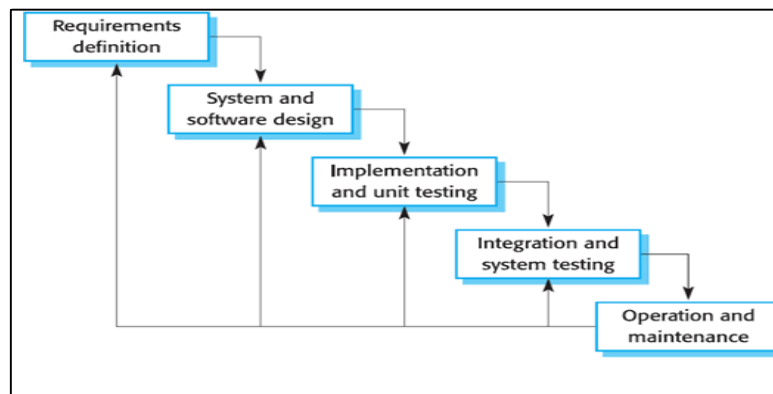 Requirements
definition
System and
software design
Implementation
and unit testing
Integration and
system testing
Operation and
maintenance